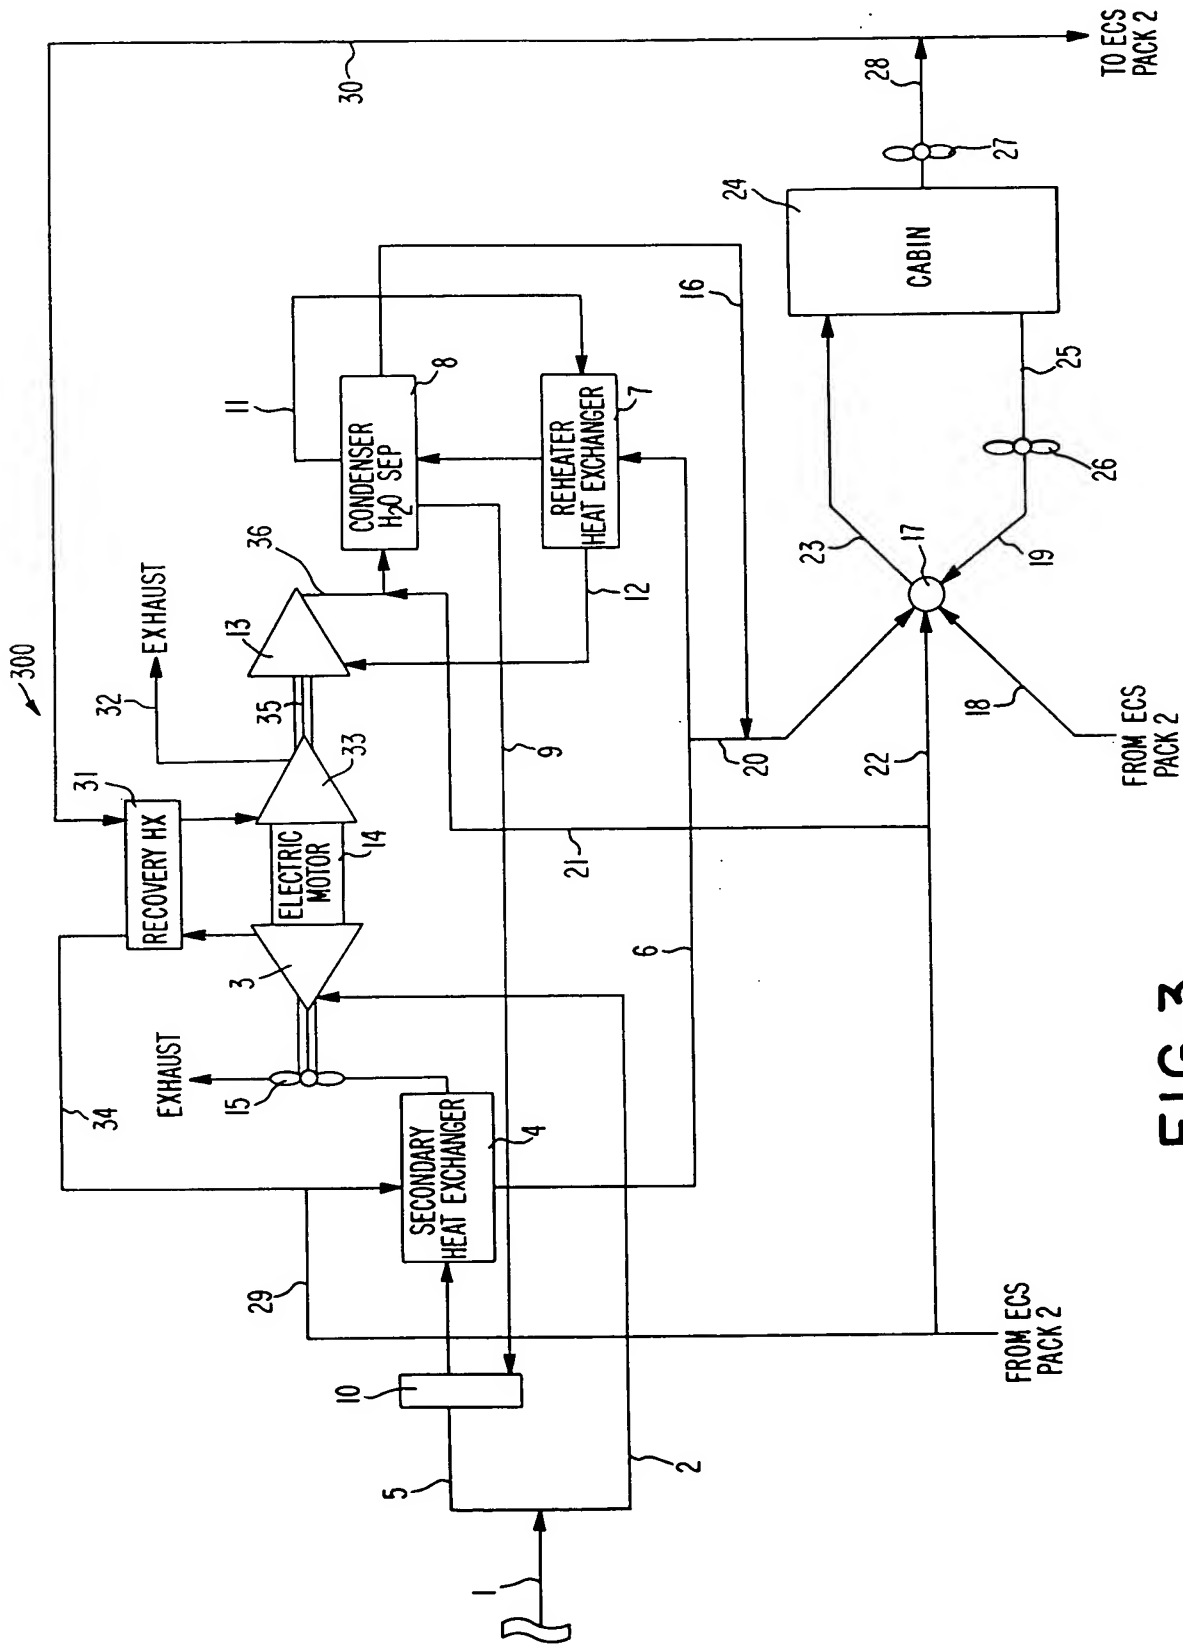 300
30
34
32
31
EXHAUST
RECOVERY HX
EXHAUST
15
3
ELECTRIC
MOTOR
14
33
35
13
36
11
29
10
5
1
SECONDARY
HEAT EXCHANGER
4
CONDENSER
H2O SEP
8
9
REHEATER
HEAT EXCHANGER
7
12
16
2
6
21
20
24
23
22
17
18
19
26
25
27
28
CABIN
FROM ECS
PACK 2
FROM ECS
PACK 2
TO ECS
PACK 2
FIG. 3